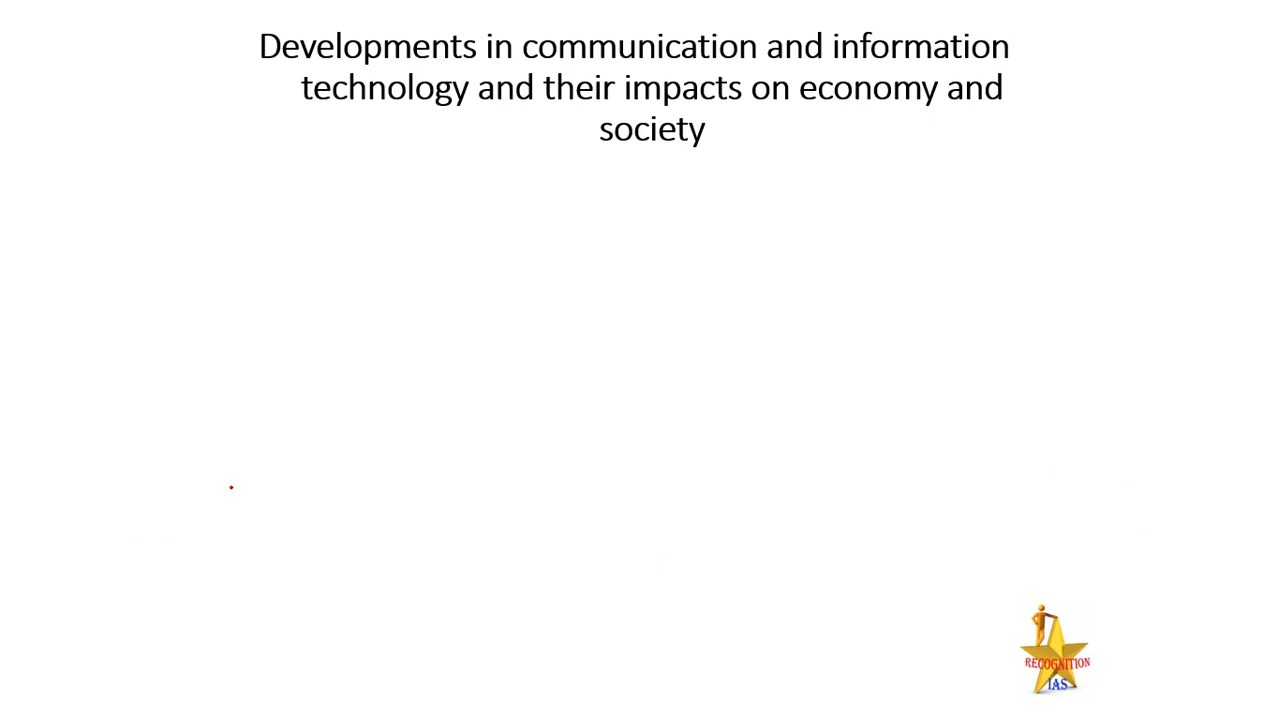 Developments in communication and information
technology and their impacts on economy and
society
RECOGNITION
IAS